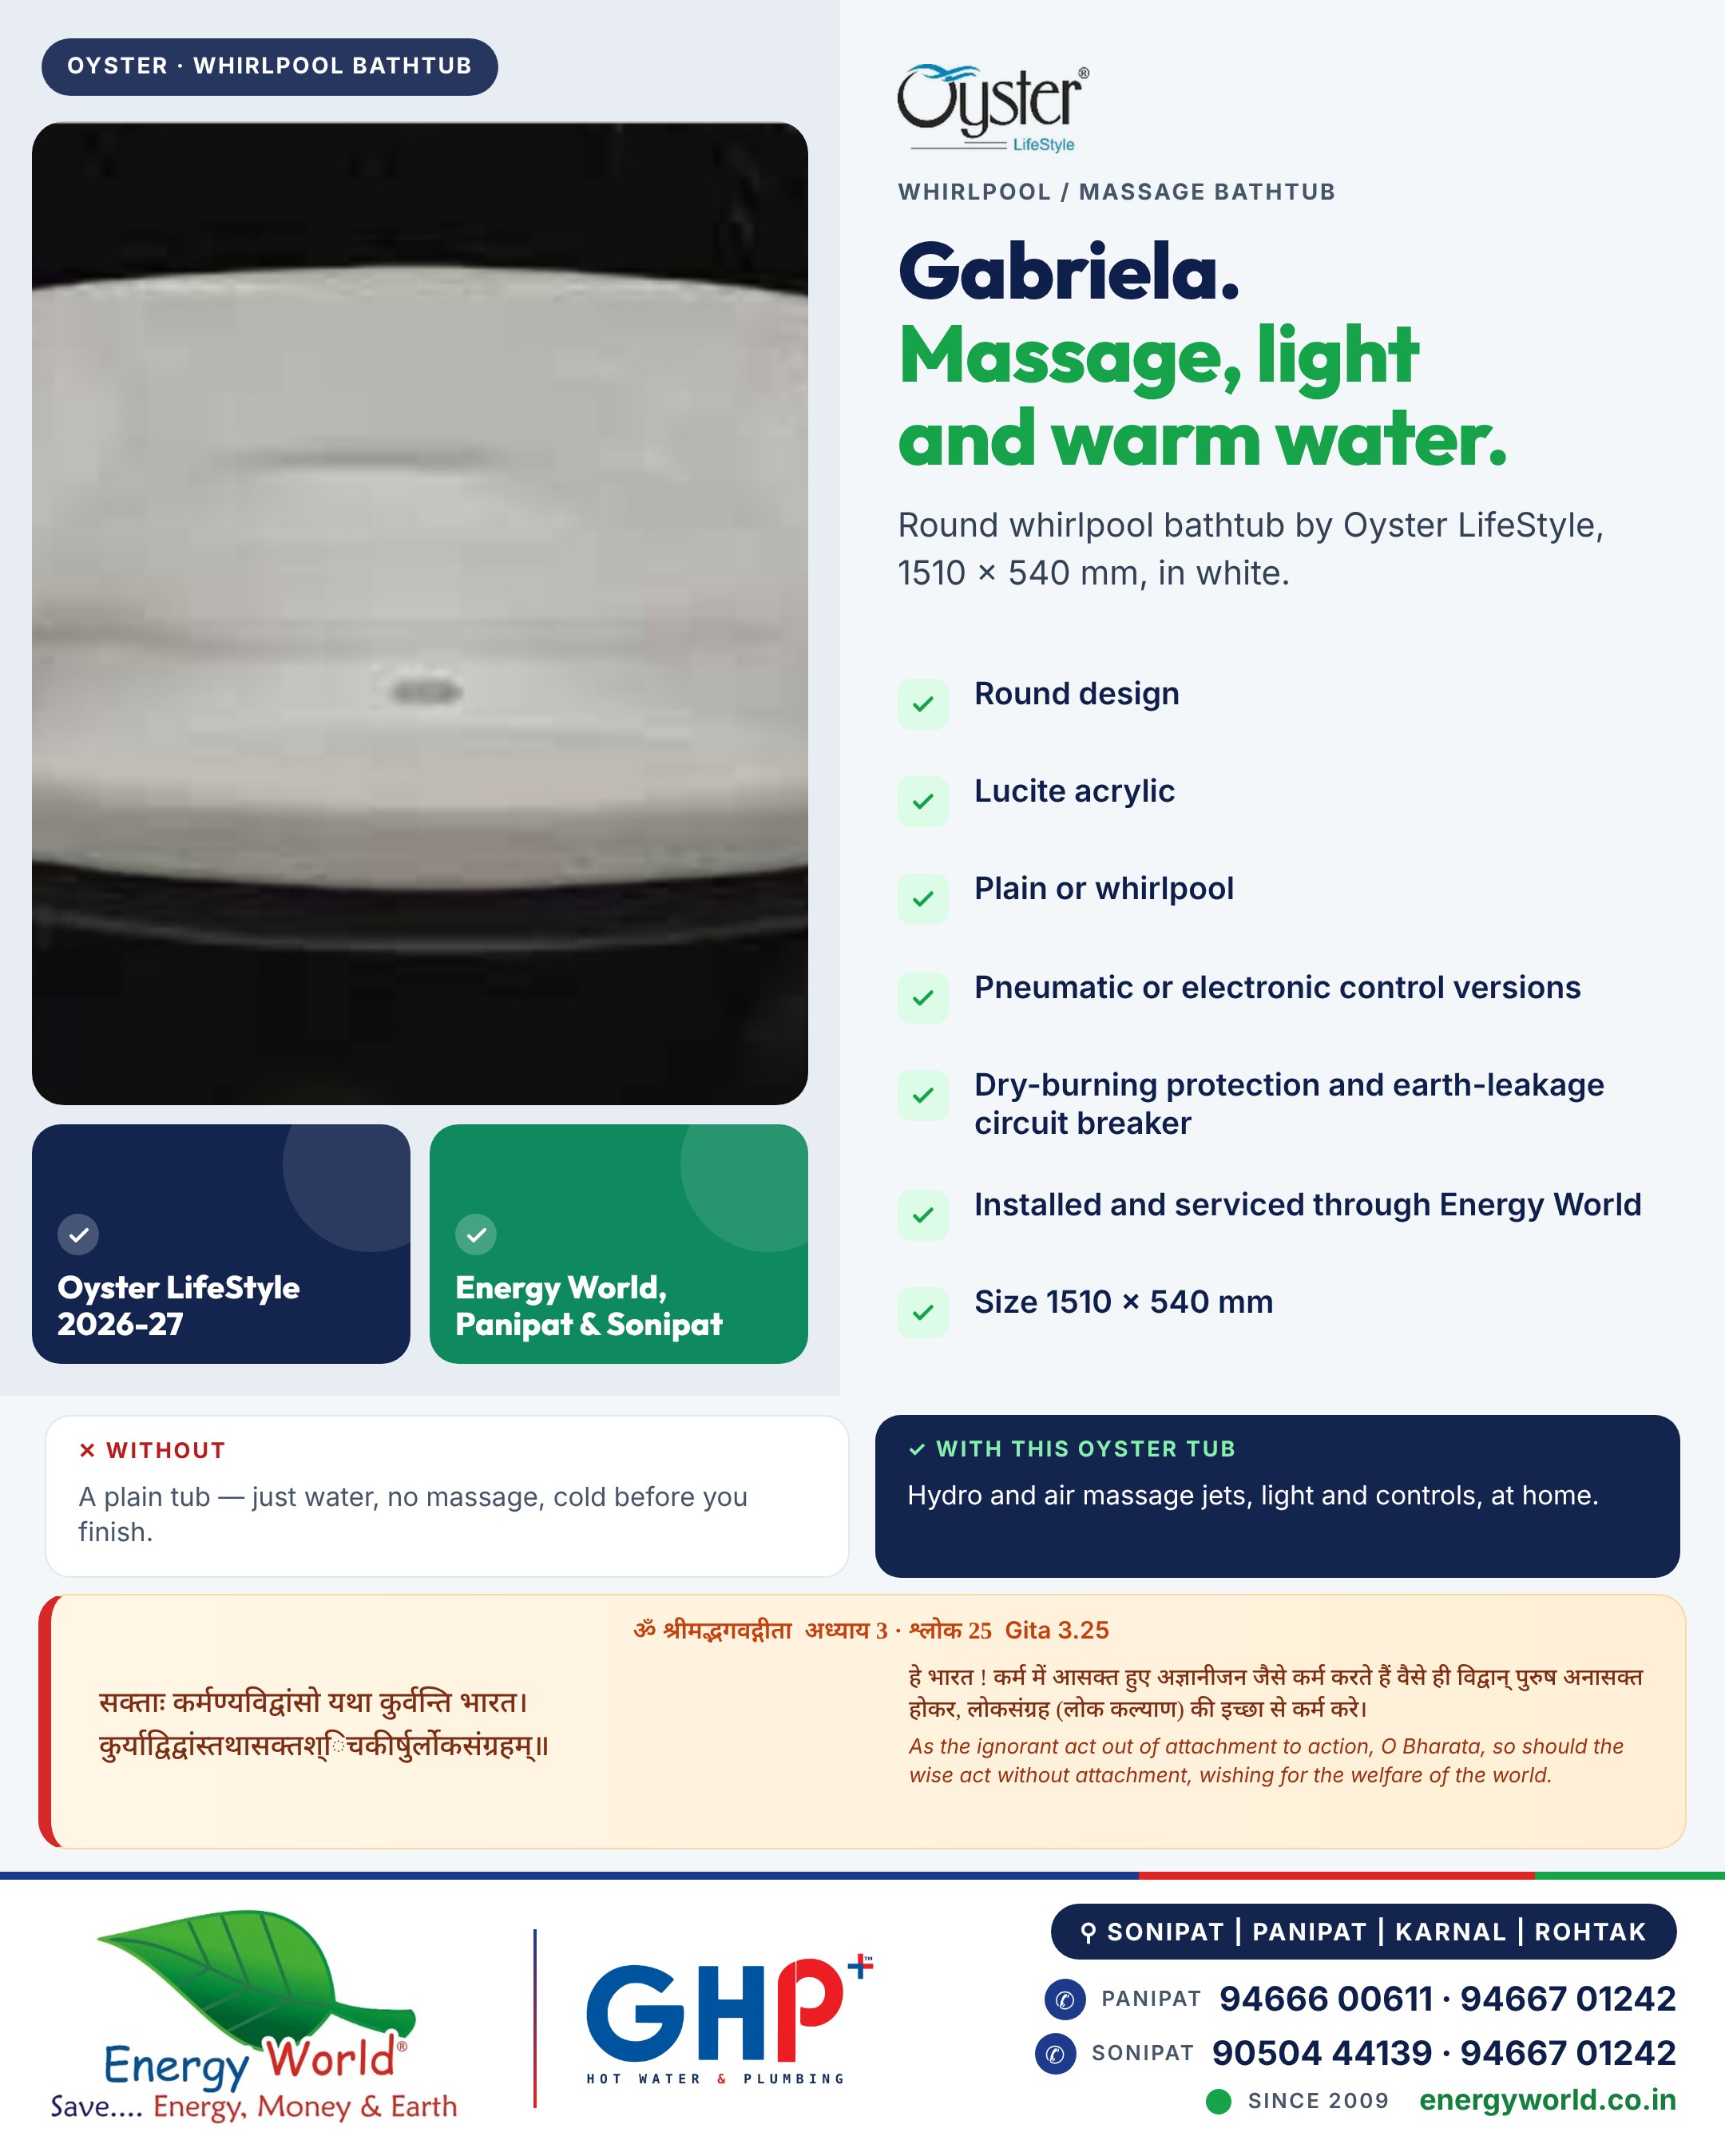 OYSTER · WHIRLPOOL BATHTUB
Oyster®
LifeStyle
WHIRLPOOL / MASSAGE BATHTUB
Gabriela.
Massage, light
and warm water.
Round whirlpool bathtub by Oyster LifeStyle,
1510 × 540 mm, in white.
Round design
Lucite acrylic
Plain or whirlpool
Pneumatic or electronic control versions
Dry-burning protection and earth-leakage
circuit breaker
Installed and serviced through Energy World
Size 1510 × 540 mm
Oyster LifeStyle
2026-27
Energy World,
Panipat & Sonipat
✕ WITHOUT
A plain tub — just water, no massage, cold before you
finish.
✓ WITH THIS OYSTER TUB
Hydro and air massage jets, light and controls, at home.
ॐ श्रीमद्भगवद्गीता अध्याय 3 · श्लोक 25 Gita 3.25
सक्ताः कर्मण्यविद्वांसो यथा कुर्वन्ति भारत।
कुर्याद्विद्वांस्तथासक्तश्िचकीर्षुर्लोकसंग्रहम्॥
हे भारत ! कर्म में आसक्त हुए अज्ञानीजन जैसे कर्म करते हैं वैसे ही विद्वान् पुरुष अनासक्त
होकर, लोकसंग्रह (लोक कल्याण) की इच्छा से कर्म करे।
As the ignorant act out of attachment to action, O Bharata, so should the
wise act without attachment, wishing for the welfare of the world.
Energy World®
Save.... Energy, Money & Earth
GHP+™
HOT WATER & PLUMBING
SONIPAT | PANIPAT | KARNAL | ROHTAK
PANIPAT 94666 00611 · 94667 01242
SONIPAT 90504 44139 · 94667 01242
SINCE 2009 energyworld.co.in